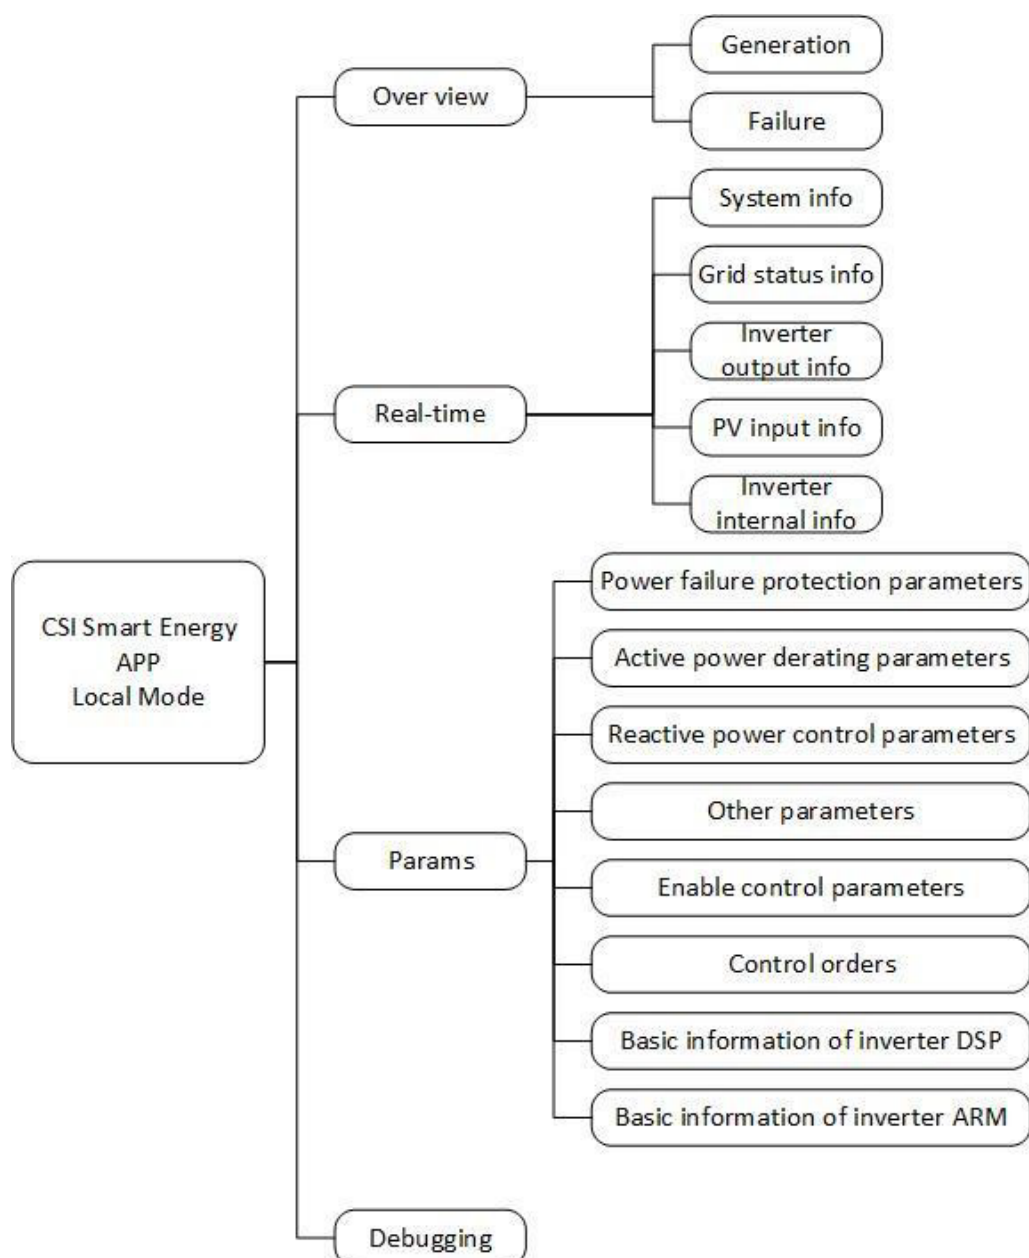 CSI Smart Energy
APP
Local Mode
Over view
Generation
Failure
Real-time
System info
Grid status info
Inverter
output info
PV input info
Inverter
internal info
Params
Power failure protection parameters
Active power derating parameters
Reactive power control parameters
Other parameters
Enable control parameters
Control orders
Basic information of inverter DSP
Basic information of inverter ARM
Debugging